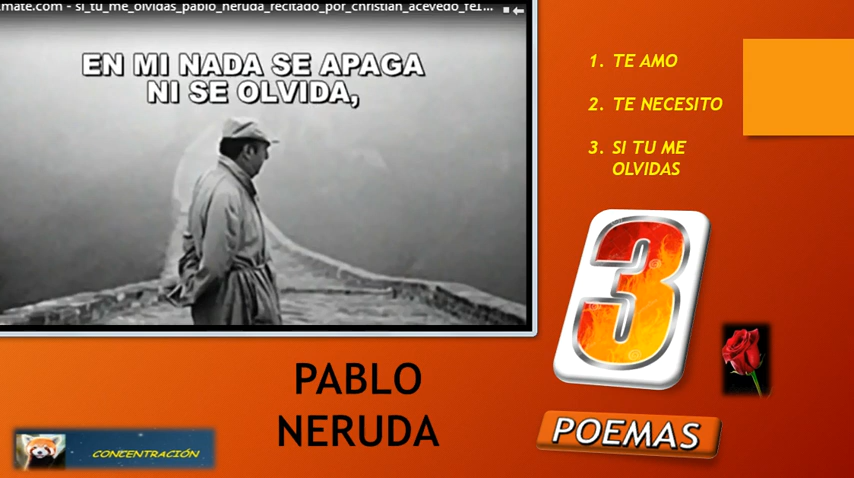 mate.com - si_tu_me_olvidas_pablo_neruda_recitado_por_christian_acevedo_fe1...
EN MI NADA SE APAGA
NI SE OLVIDA,
1. TE AMO
2. TE NECESITO
3. SI TU ME
OLVIDAS
3
POEMAS
PABLO
NERUDA
CONCENTRACIÓN